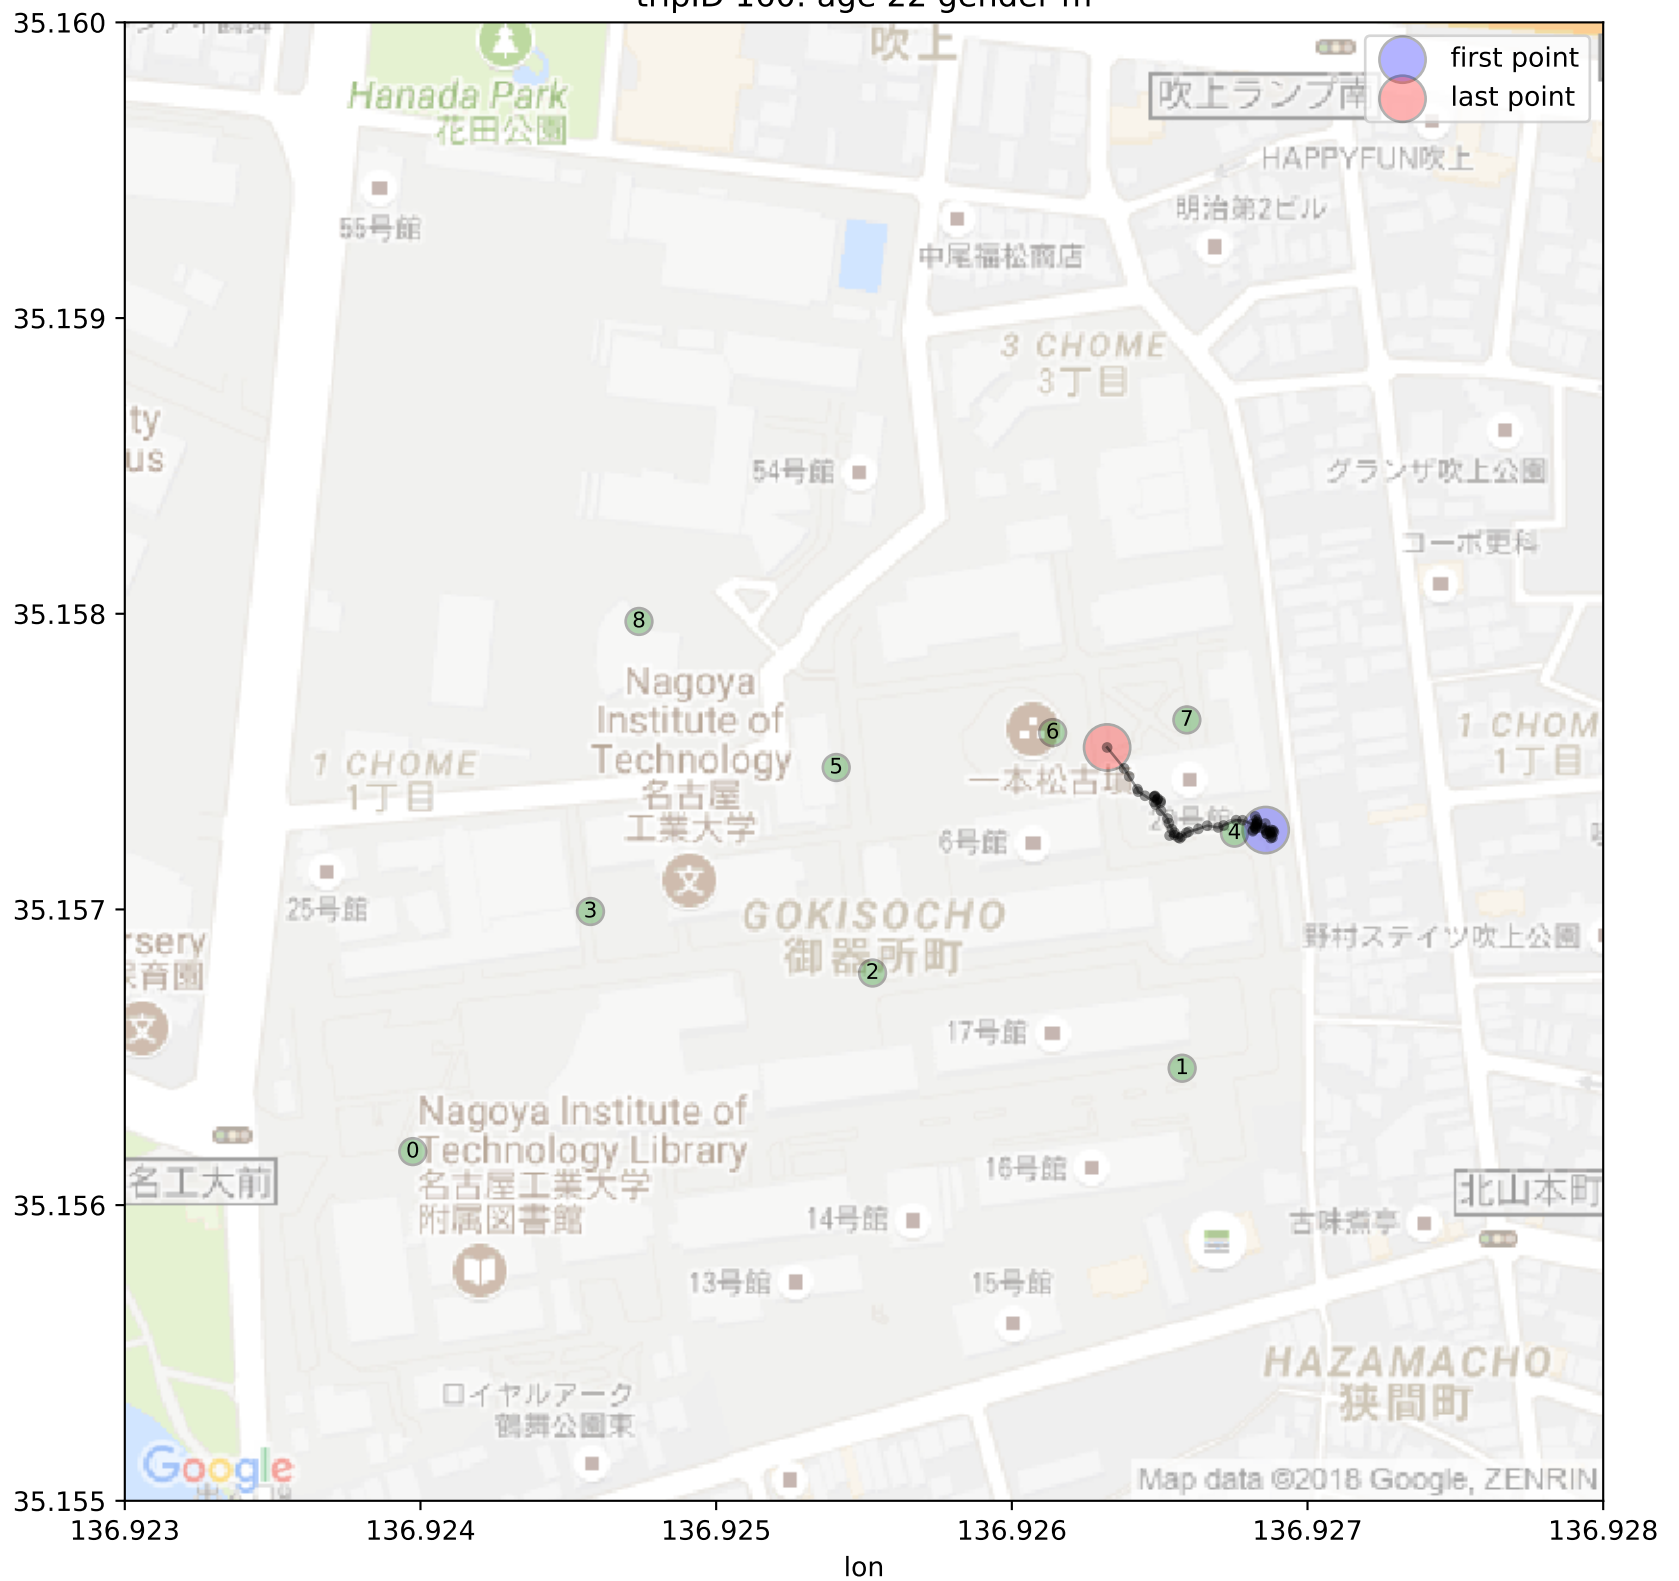 35.160
35.159
35.158
35.157
35.156
35.155
136.923
136.924
136.925
136.926
136.927
136.928
lon
first point
last point
Hanada Park
花田公園
吹上
吹上ランプ南
HAPPYFUN吹上
明治第2ビル
55号館
中尾福松商店
3 CHOME
3丁目
ty
us
54号館
グランザ吹上公園
コーポ更科
8
Nagoya
Institute of
Technology
名古屋
工業大学
1 CHOME
1丁目
5
6
7
一本松古墳
4
6号館
1 CHOM
1丁目
25号館
3
GOKISOCHO
御器所町
2
野村ステイツ吹上公園
rsery
育園
17号館
1
0
Nagoya Institute of
Technology Library
名古屋工業大学
附属図書館
名工大前
16号館
14号館
北山本町
古味煮亭
13号館
15号館
HAZAMACHO
狭間町
ロイヤルアーク
鶴舞公園東
Google
Map data ©2018 Google, ZENRIN